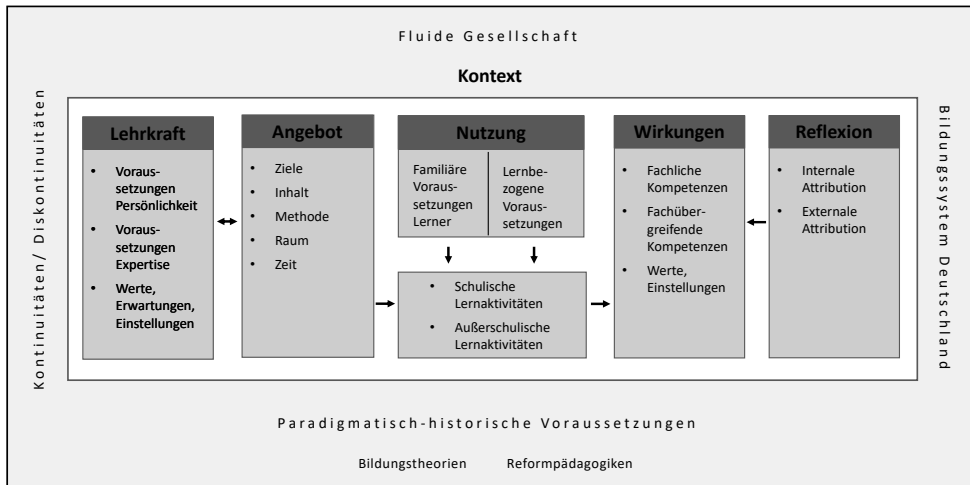 Fluide Gesellschaft
Kontext
Kontinuitäten/ Diskontinuitäten
Lehrkraft
• Voraus-
setzungen
Persönlichkeit
• Voraus-
setzungen
Expertise
• Werte,
Erwartungen,
Einstellungen
Angebot
• Ziele
• Inhalt
• Methode
• Raum
• Zeit
Nutzung
Familiäre
Voraus-
setzungen
Lerner
Lernbe-
zogene
Voraus-
setzungen
• Schulische
Lernaktivitäten
• Außerschulische
Lernaktivitäten
Wirkungen
• Fachliche
Kompetenzen
• Fachüber-
greifende
Kompetenzen
• Werte,
Einstellungen
Reflexion
• Internale
Attribution
• Externale
Attribution
Bildungssystem Deutschland
Paradigmatisch-historische Voraussetzungen
Bildungstheorien Reformpädagogiken